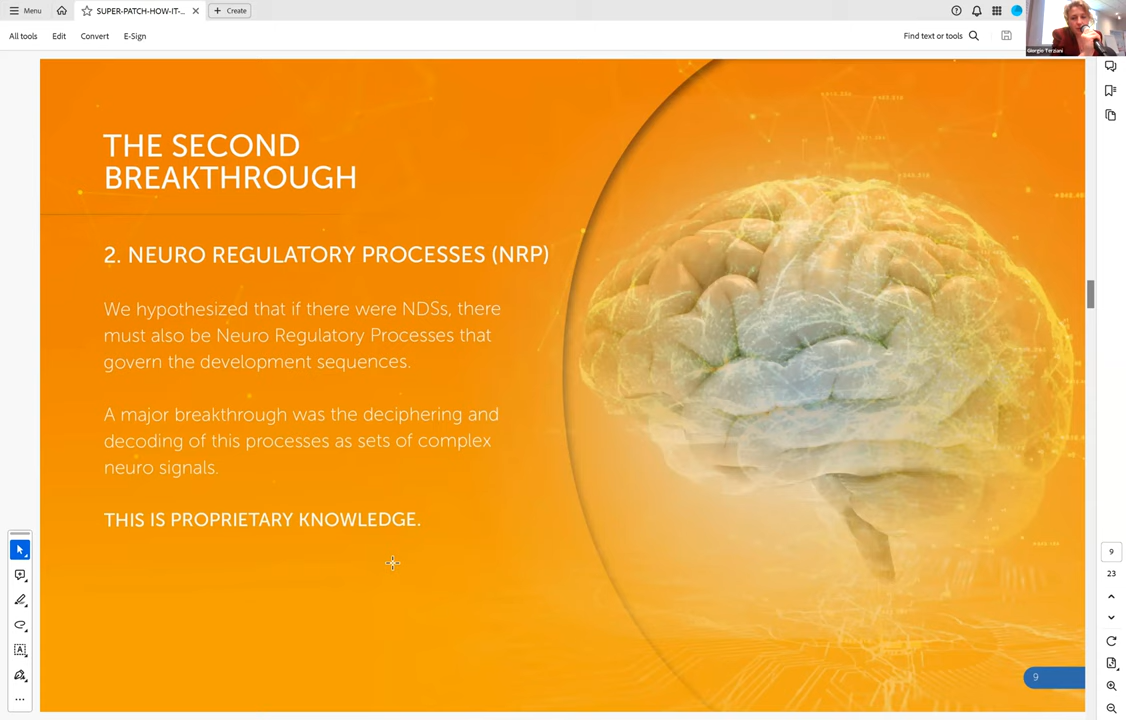 Menu
SUPER-PATCH-HOW-IT-...
Create
All tools
Edit
Convert
E-Sign
Find text or tools
Giorgio Terziani
THE SECOND
BREAKTHROUGH
2. NEURO REGULATORY PROCESSES (NRP)
We hypothesized that if there were NDSs, there
must also be Neuro Regulatory Processes that
govern the development sequences.
A major breakthrough was the deciphering and
decoding of this processes as sets of complex
neuro signals.
THIS IS PROPRIETARY KNOWLEDGE.
9
9
23